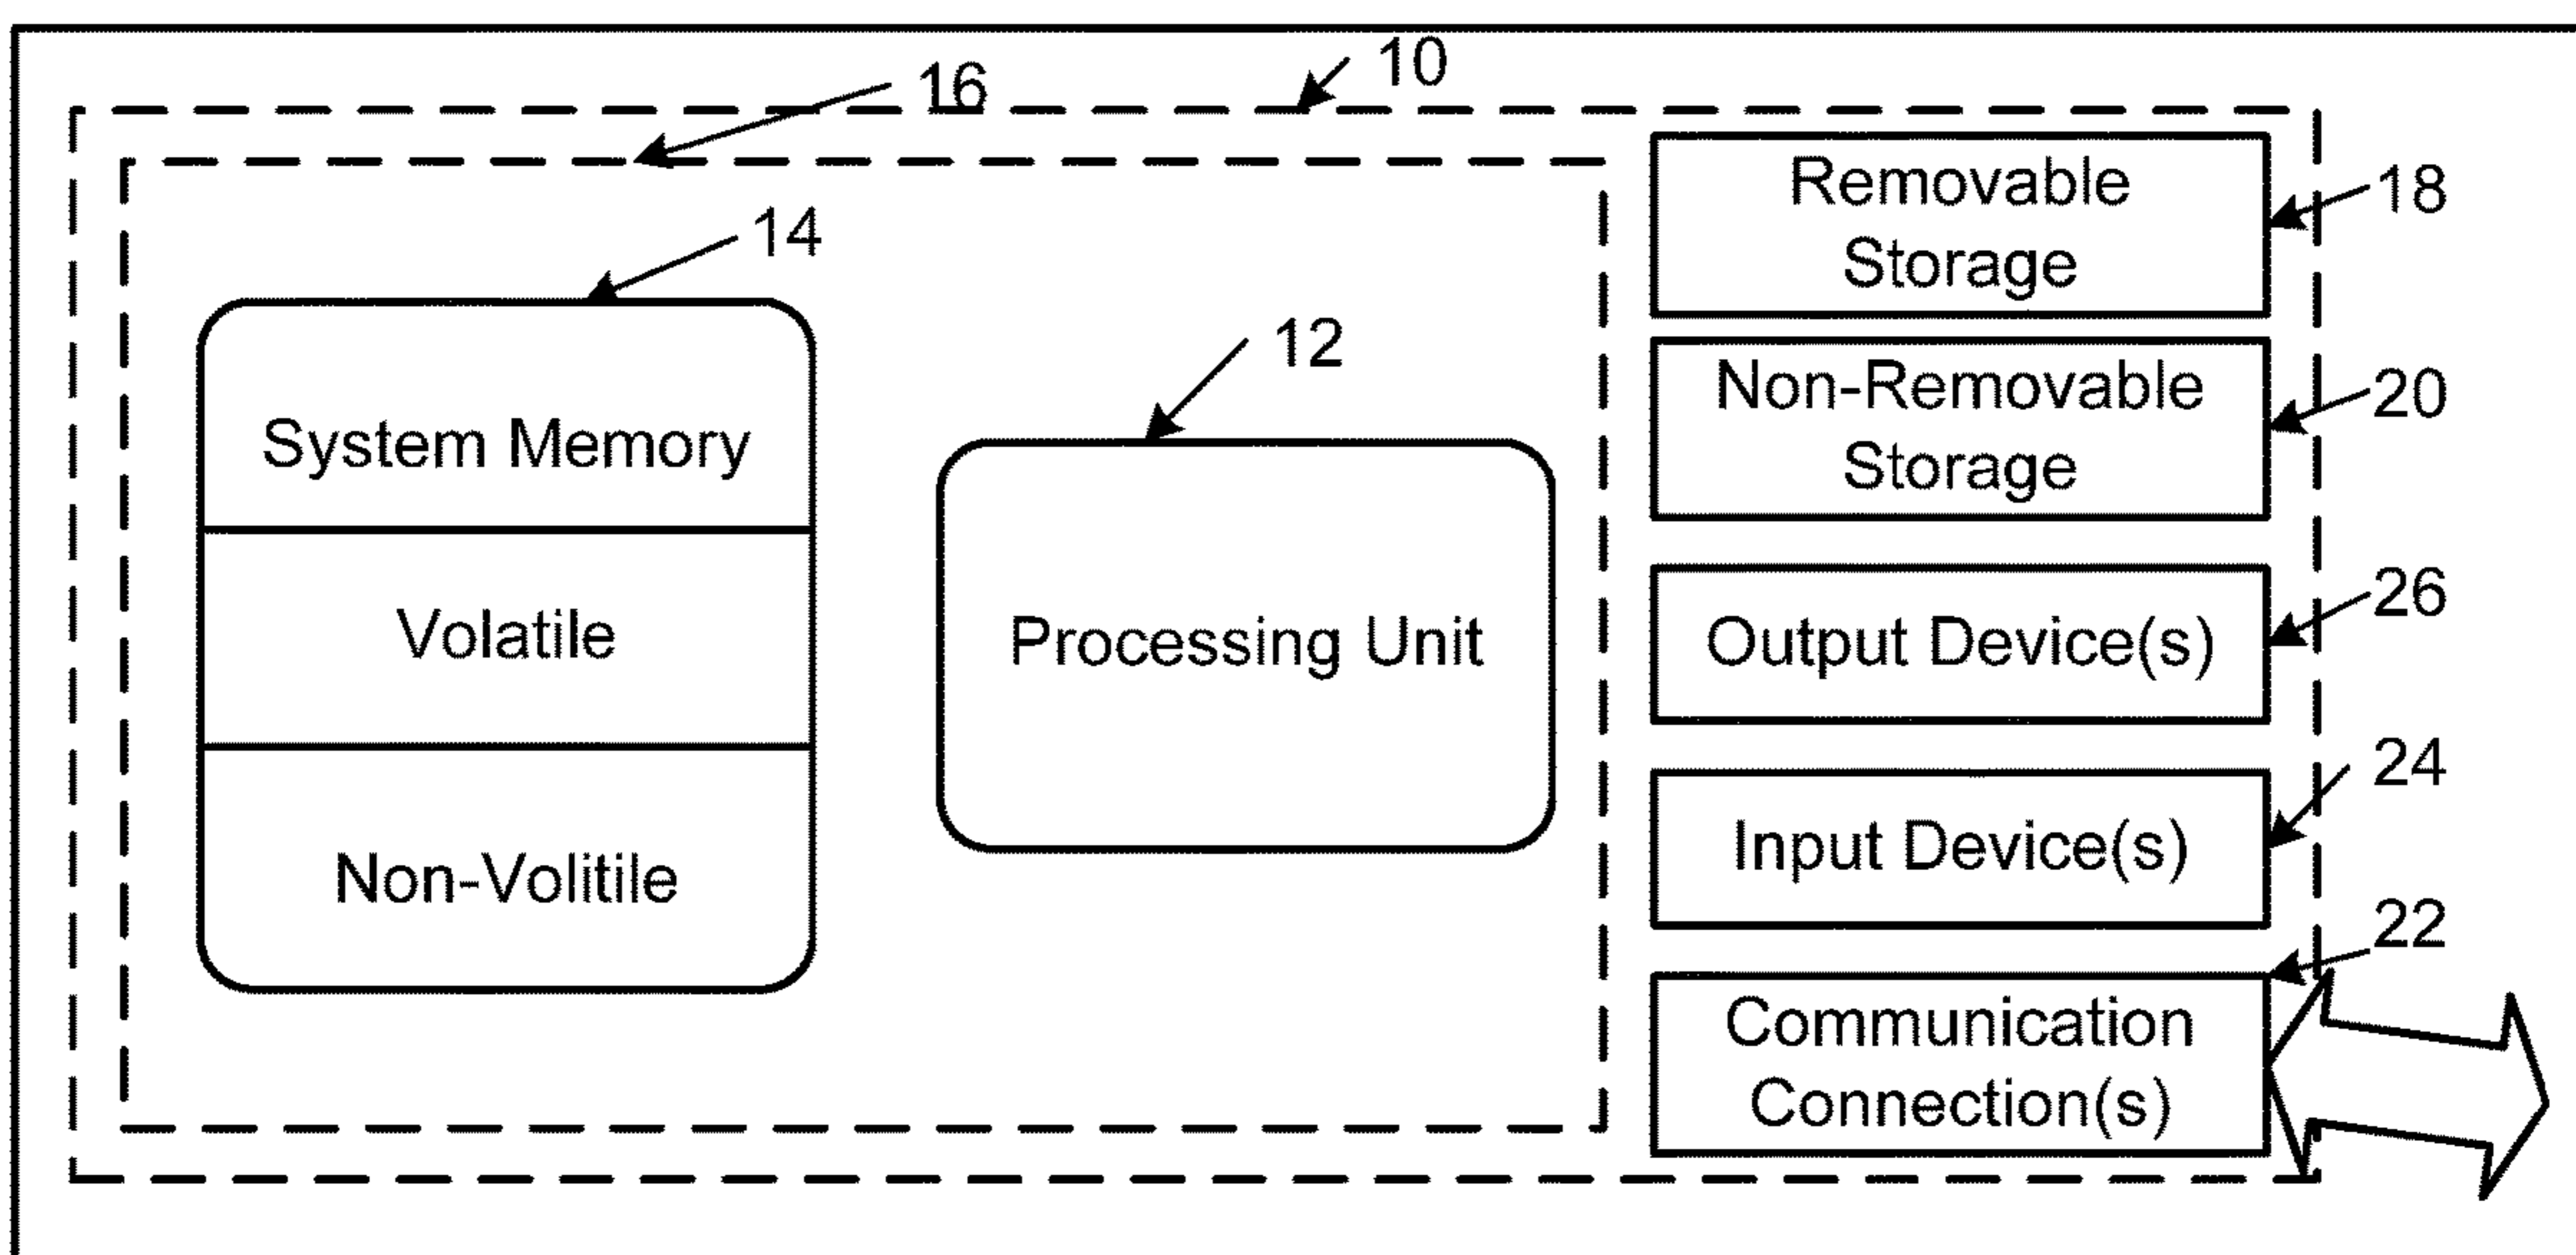 10
16
Removable
Storage
18
14
12
Non-Removable
Storage
20
System Memory
Volatile
Processing Unit
Output Device(s)
26
Input Device(s)
24
Non-Volitile
22
Communication
Connection(s)